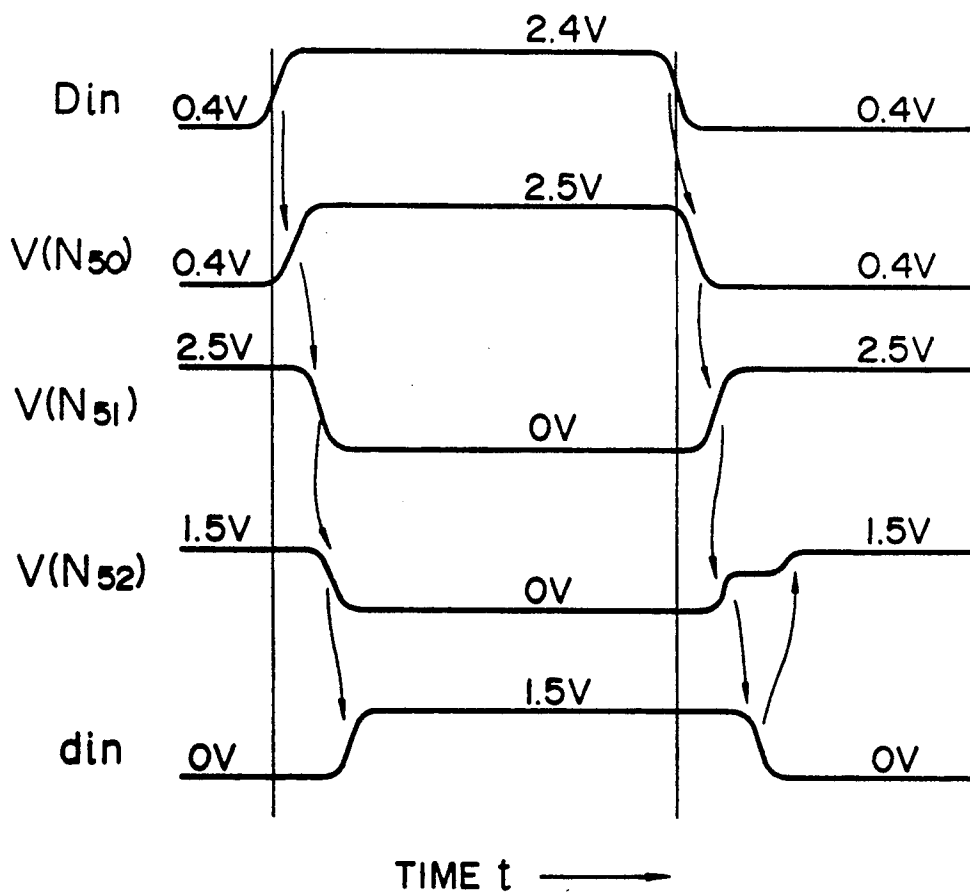 2.4V
Din 0.4V 0.4V
2.5V
V(N50) 0.4V 0.4V
2.5V 2.5V
V(N51) 0V
1.5V 1.5V
V(N52) 0V
1.5V
din 0V 0V
TIME t